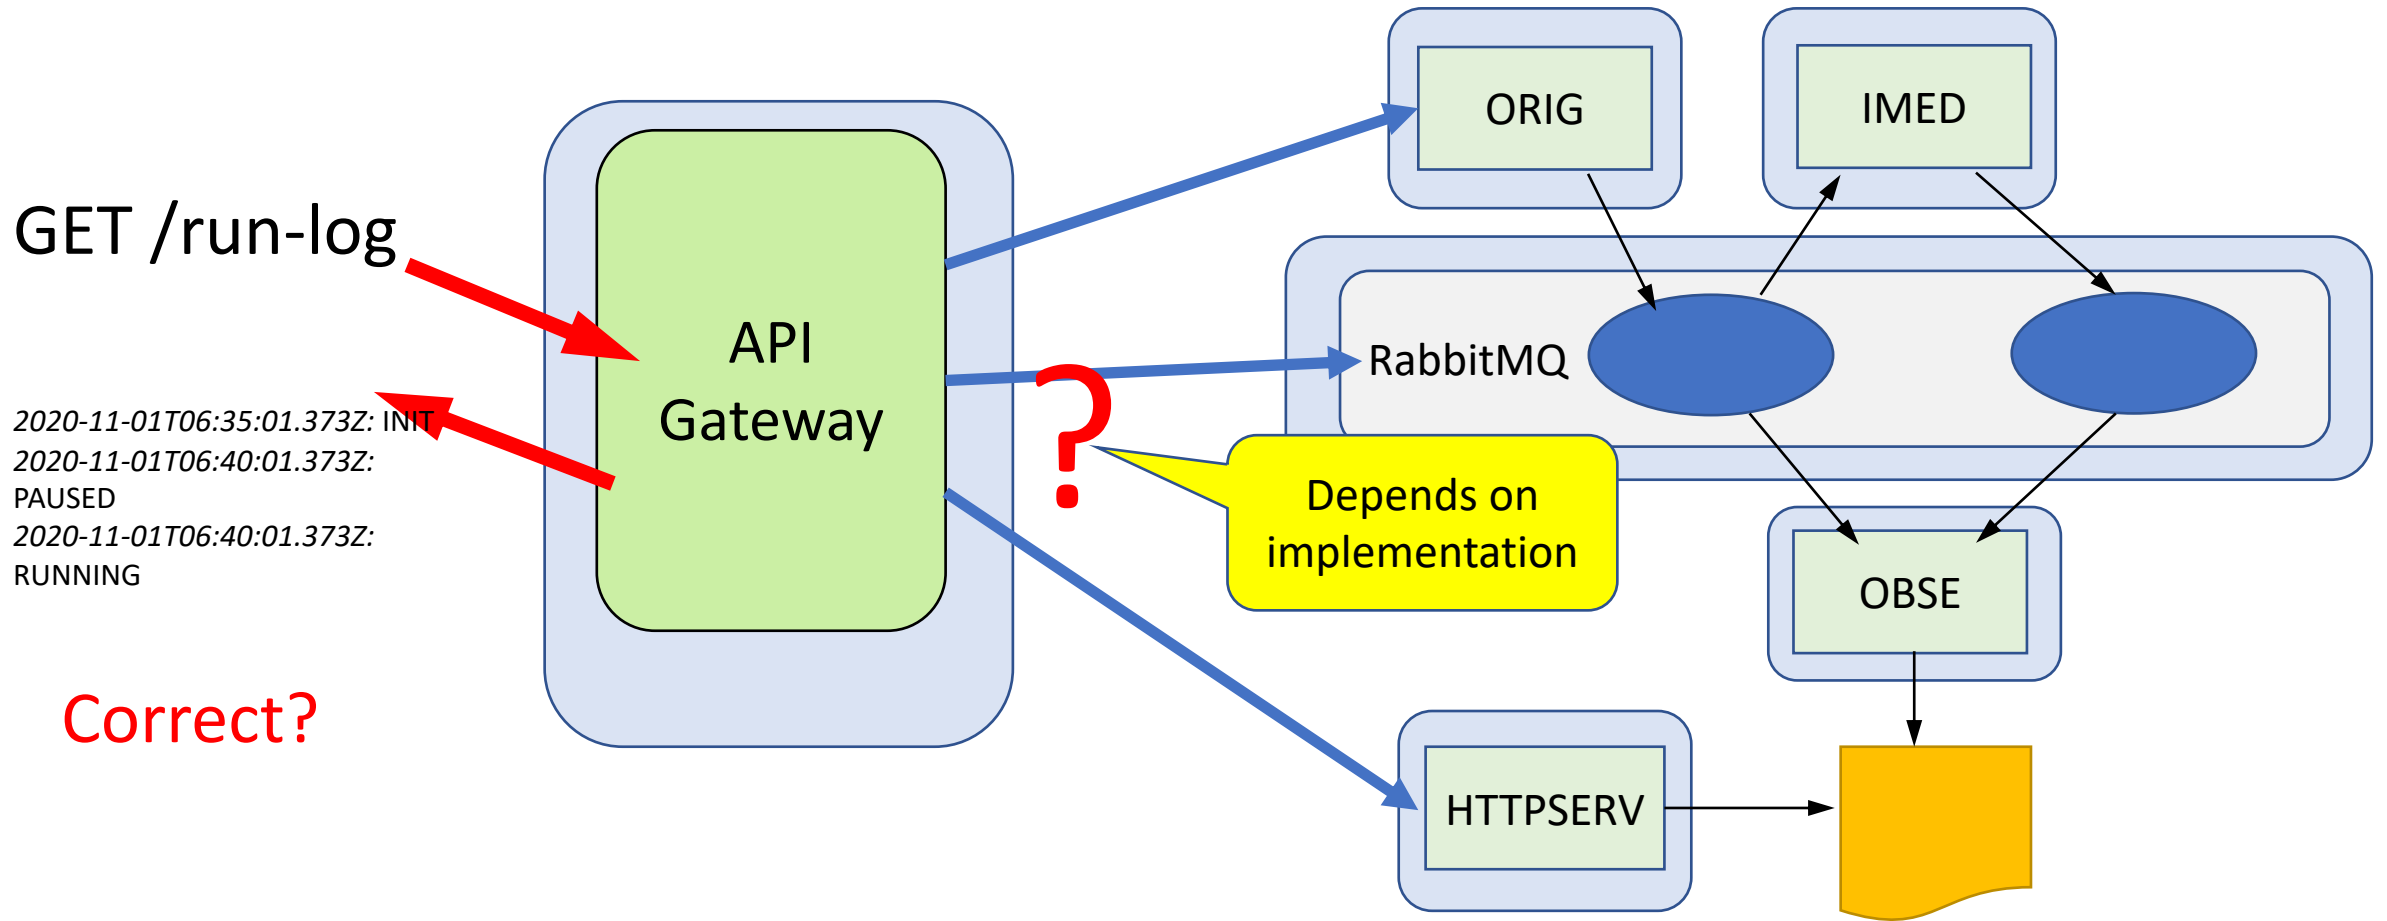 GET /run-log
2020-11-01T06:35:01.373Z: INIT
2020-11-01T06:40:01.373Z:
PAUSED
2020-11-01T06:40:01.373Z:
RUNNING
Correct?
API
Gateway
?
Depends on
implementation
ORIG
IMED
RabbitMQ
OBSE
HTTPSERV